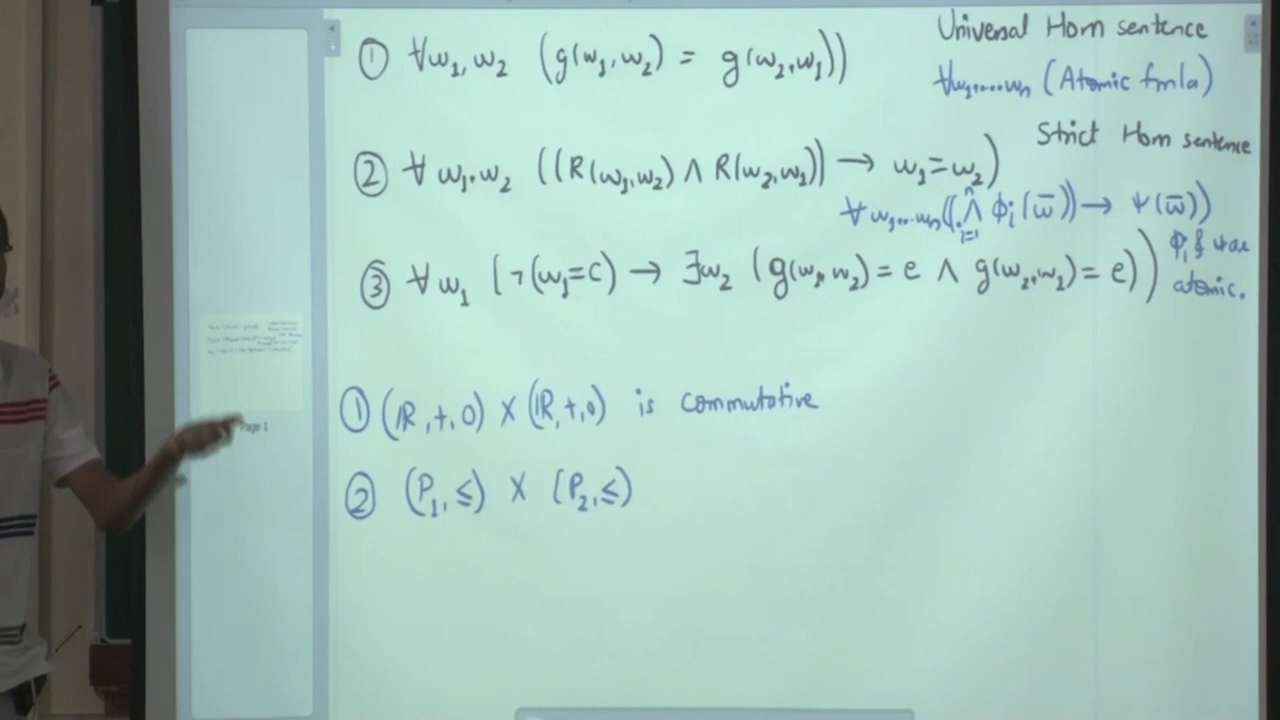 ① ∀w₁,w₂ (g(w₁,w₂) = g(w₂,w₁))
Universal Horn sentence
∀w₁,....wₙ (Atomic fmla)
Strict Horn sentence
② ∀ w₁,w₂ ((R(w₁,w₂) ∧ R(w₂,w₁)) → w₁=w₂)
∀ w₁...wₙ((⋀ᵢ₌₁ⁿ ϕᵢ(w̄)) → Ψ(w̄))
ϕᵢ & Ψ are
atomic.
③ ∀ w₁ (¬(w₁=c) → ∃w₂ (g(w₁,w₂) = e ∧ g(w₂,w₁) = e))
① (ℝ,+,0) × (ℝ,+,0) is commutative
② (P₁,≤) × (P₂,≤)
Page 1